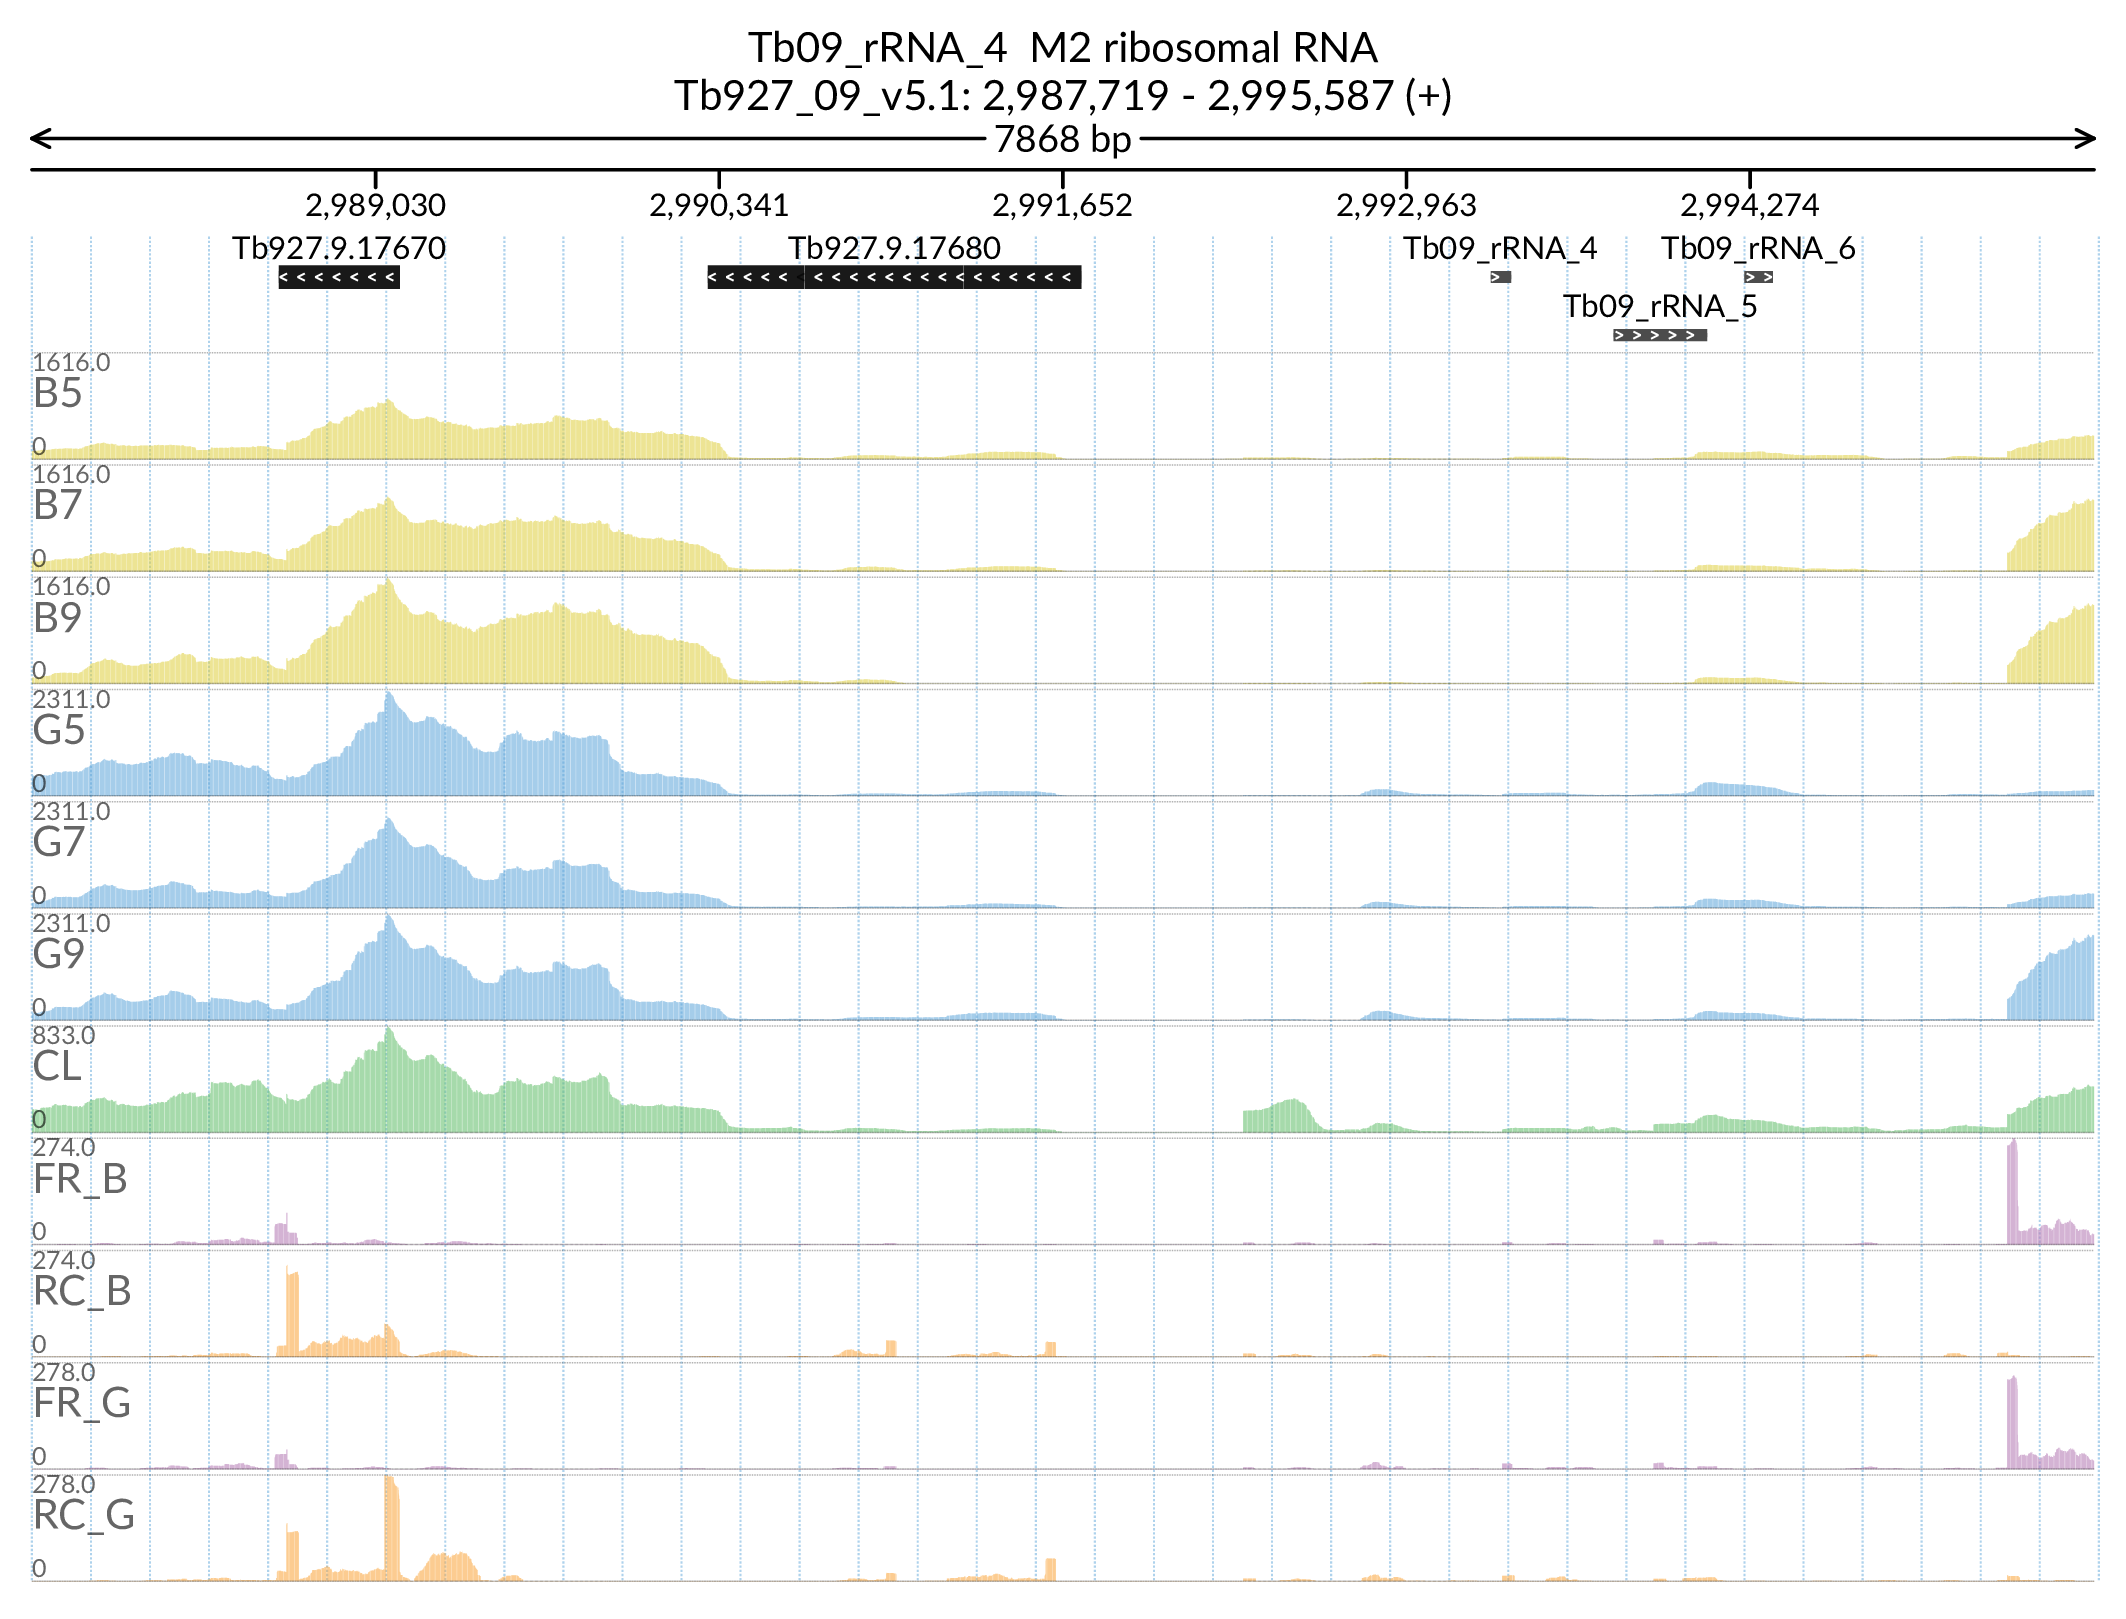 Tb09_rRNA_4  M2 ribosomal RNA
Tb927_09_v5.1: 2,987,719 - 2,995,587 (+)
7868 bp
2,989,030 2,990,341 2,991,652 2,992,963 2,994,274
Tb927.9.17670 Tb927.9.17680 Tb09_rRNA_4 Tb09_rRNA_6
Tb09_rRNA_5
1616.0
B5
0
1616.0
B7
0
1616.0
B9
0
2311.0
G5
0
2311.0
G7
0
2311.0
G9
0
833.0
CL
0
274.0
FR_B
0
274.0
RC_B
0
278.0
FR_G
0
278.0
RC_G
0